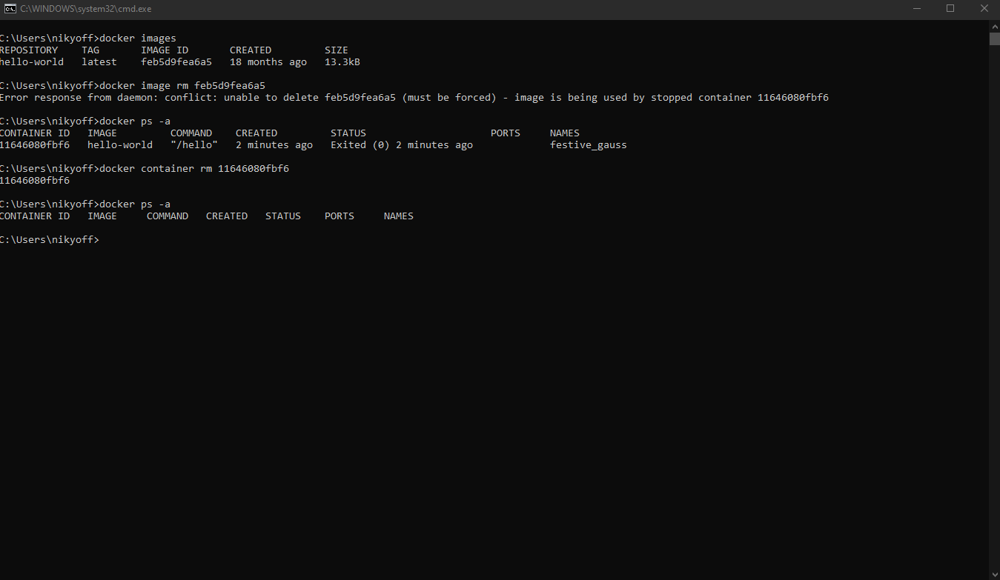 C:\WINDOWS\system32\cmd.exe
C:\Users\nikyoff>docker images
REPOSITORY   TAG       IMAGE ID       CREATED         SIZE
hello-world   latest    feb5d9fea6a5   18 months ago   13.3kB
C:\Users\nikyoff>docker image rm feb5d9fea6a5
Error response from daemon: conflict: unable to delete feb5d9fea6a5 (must be forced) - image is being used by stopped container 11646080fbf6
C:\Users\nikyoff>docker ps -a
CONTAINER ID   IMAGE         COMMAND    CREATED         STATUS                     PORTS     NAMES
11646080fbf6   hello-world   "/hello"   2 minutes ago   Exited (0) 2 minutes ago             festive_gauss
C:\Users\nikyoff>docker container rm 11646080fbf6
11646080fbf6
C:\Users\nikyoff>docker ps -a
CONTAINER ID   IMAGE     COMMAND   CREATED   STATUS    PORTS     NAMES
C:\Users\nikyoff>